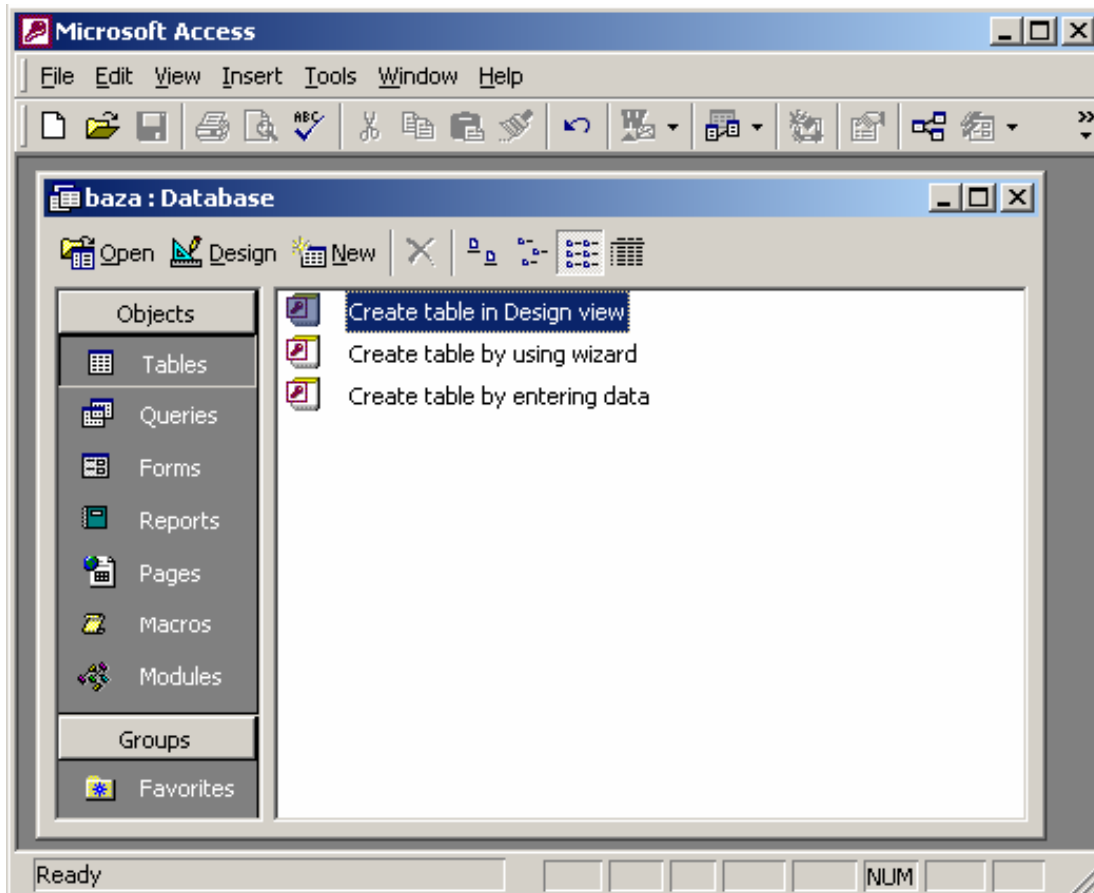 Microsoft Access
File Edit View Insert Tools Window Help
ABC W
baza : Database
Open Design New
Objects
Tables
Queries
Forms
Reports
Pages
Macros
Modules
Groups
Favorites
Create table in Design view
Create table by using wizard
Create table by entering data
Ready NUM